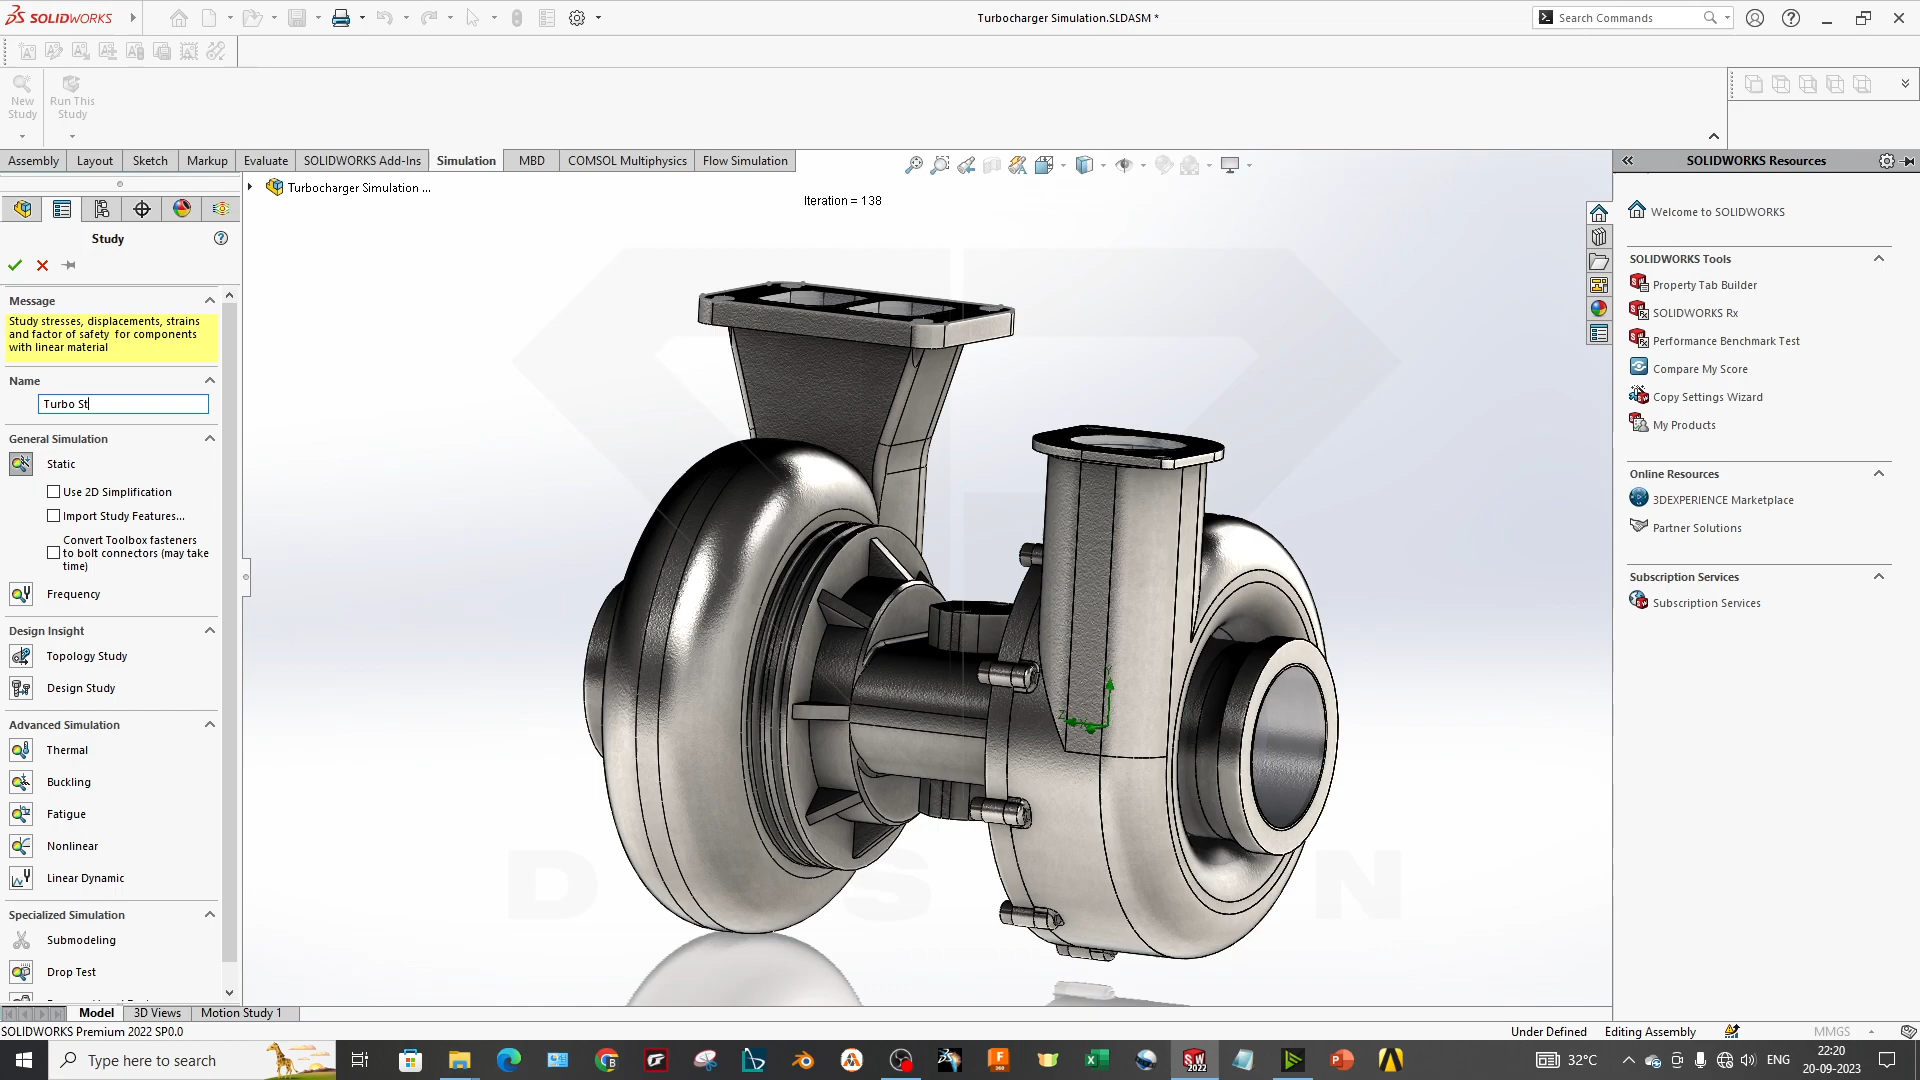 SOLIDWORKS
Turbocharger Simulation.SLDASM *
Search Commands
New
Study
Run This
Study
Assembly
Layout
Sketch
Markup
Evaluate
SOLIDWORKS Add-Ins
Simulation
MBD
COMSOL Multiphysics
Flow Simulation
SOLIDWORKS Resources
Turbocharger Simulation ...
Iteration = 138
Study
Message
Study stresses, displacements, strains
and factor of safety for components
with linear material
Name
Turbo St
General Simulation
Static
Use 2D Simplification
Import Study Features...
Convert Toolbox fasteners
to bolt connectors (may take
time)
Frequency
Design Insight
Topology Study
Design Study
Advanced Simulation
Thermal
Buckling
Fatigue
Nonlinear
Linear Dynamic
Specialized Simulation
Submodeling
Drop Test
Y
Z
Welcome to SOLIDWORKS
SOLIDWORKS Tools
Property Tab Builder
SOLIDWORKS Rx
Performance Benchmark Test
Compare My Score
Copy Settings Wizard
My Products
Online Resources
3DEXPERIENCE Marketplace
Partner Solutions
Subscription Services
Subscription Services
Model
3D Views
Motion Study 1
SOLIDWORKS Premium 2022 SP0.0
Under Defined
Editing Assembly
MMGS
Type here to search
32°C
ENG
22:20
20-09-2023